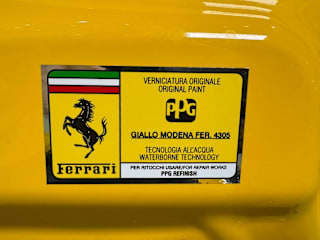 VERNICIATURA ORIGINALE
ORIGINAL PAINT
PPG
GIALLO MODENA FER. 4305
TECNOLOGIA ALL'ACQUA
WATERBORNE TECHNOLOGY
Ferrari
PER RITOCCHI USARE/FOR REPAIR WORKS
PPG REFINISH